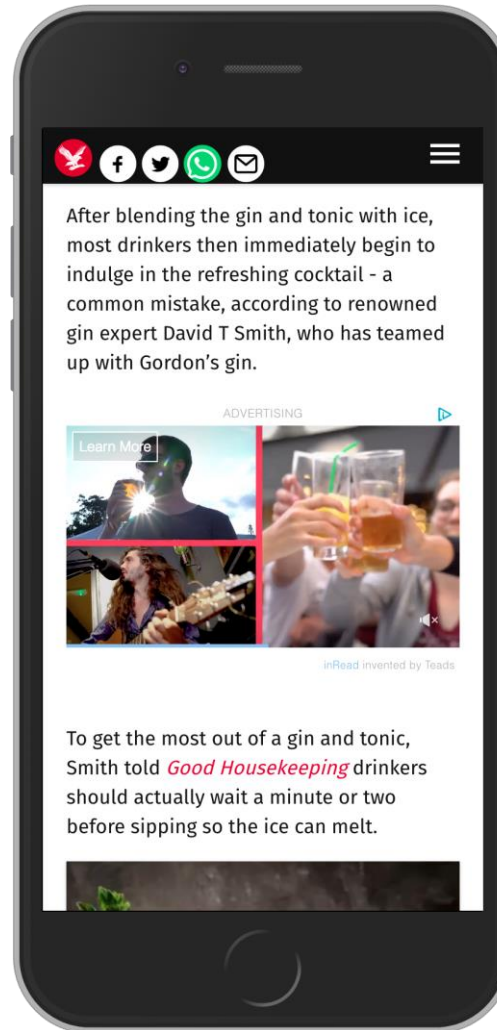 After blending the gin and tonic with ice,
most drinkers then immediately begin to
indulge in the refreshing cocktail - a
common mistake, according to renowned
gin expert David T Smith, who has teamed
up with Gordon’s gin.
ADVERTISING
Learn More
inRead invented by Teads
To get the most out of a gin and tonic,
Smith told Good Housekeeping drinkers
should actually wait a minute or two
before sipping so the ice can melt.